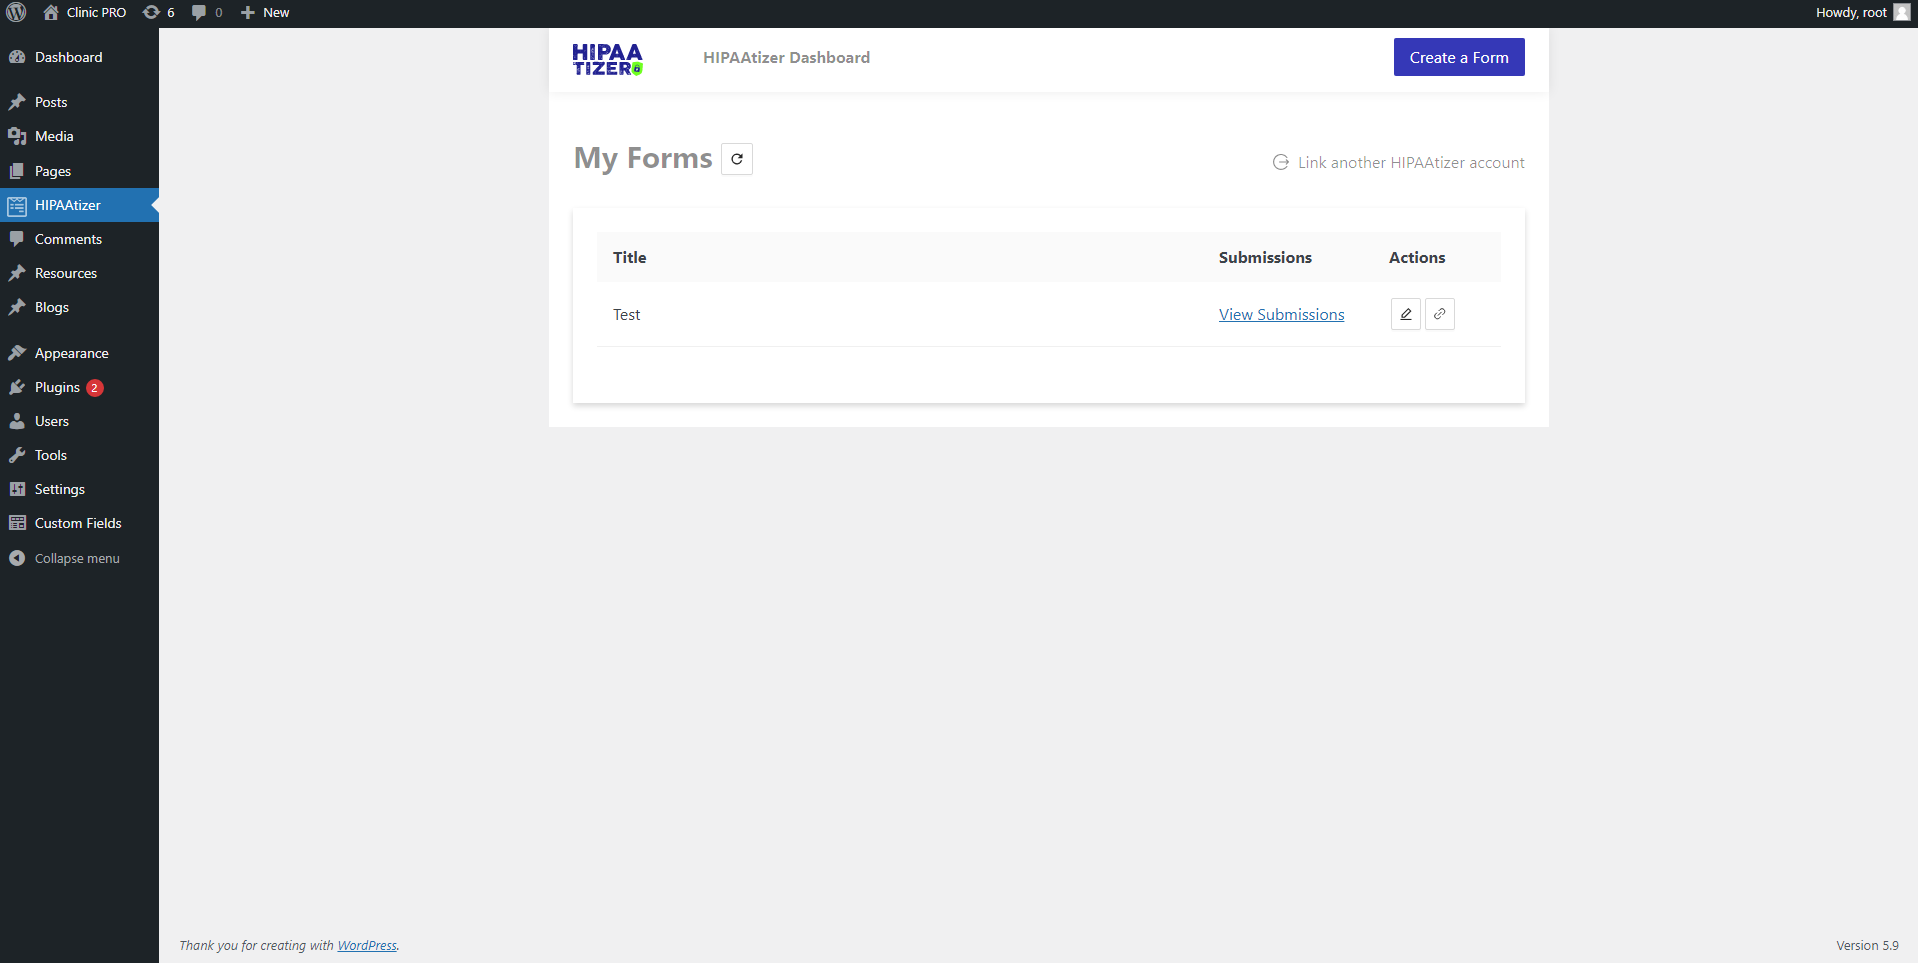 Clinic PRO 6 0 New Howdy, root
Dashboard
Posts
Media
Pages
HIPAAtizer
Comments
Resources
Blogs
Appearance
Plugins 2
Users
Tools
Settings
Custom Fields
Collapse menu
HIPAA
TIZER
HIPAAtizer Dashboard
Create a Form
My Forms
Link another HIPAAtizer account
Title Submissions Actions
Test View Submissions
Thank you for creating with WordPress.
Version 5.9